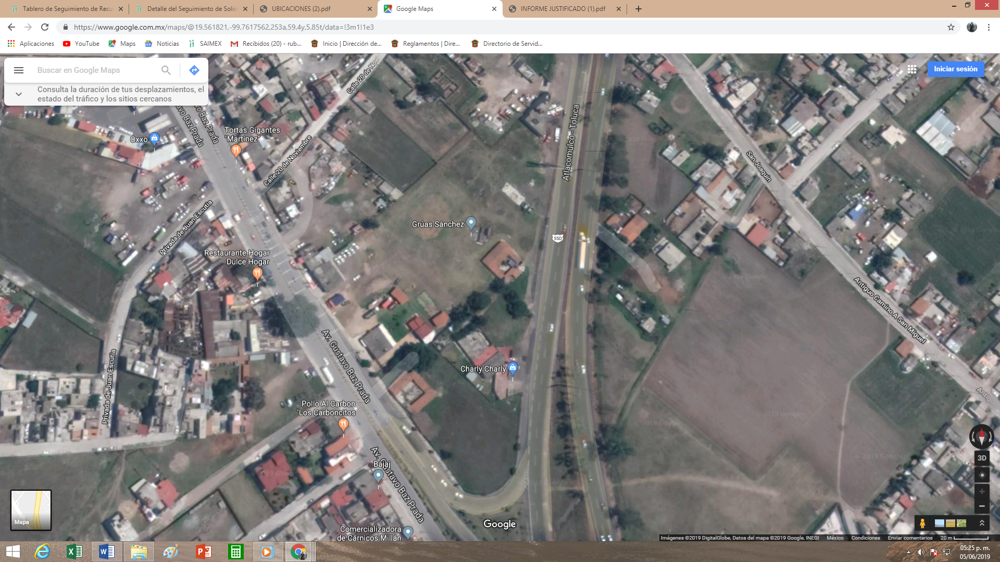 Tablero de Seguimiento de Recu
Detalle del Seguimiento de Solic
UBICACIONES (2).pdf
Google Maps
INFORME JUSTIFICADO (1).pdf
https://www.google.com.mx/maps/@19.561821,-99.7617562,253a,59.4y,5.85t/data=!3m1!1e3
Aplicaciones
YouTube
Maps
Noticias
SAIMEX
Recibidos (20) - rub...
Inicio | Dirección de...
Reglamentos | Dire...
Directorio de Servid...
Buscar en Google Maps
Iniciar sesión
Consulta la duración de tus desplazamientos, el
estado del tráfico y los sitios cercanos
Calle 20 de Novi
avo Baz Prada
Baz Prada
Tortas Gigantes
"Martinez"
Oxxo
Calle 20 de Noviembre
Atlacomulco - Toluca
San Joaquin
Privada de Juan Escutia
Grúas Sánchez
55D
Restaurante Hogar
Dulce Hogar
Antiguo Camino A San Miguel
Av. Gustavo Baz Prada
Privada de Juan Escutia
Charly Charly
Antigu
Pollo Al Carbon
"Los Carboncitos
Av. Gustavo Baz Prada
Bajaj
3D
Mapa
Google
Comercializadora
de Cárnicos Millán
Imágenes ©2019 DigitalGlobe, Datos del mapa ©2019 Google, INEGI
México
Condiciones
Enviar comentarios
20 m
05:25 p. m.
05/06/2019